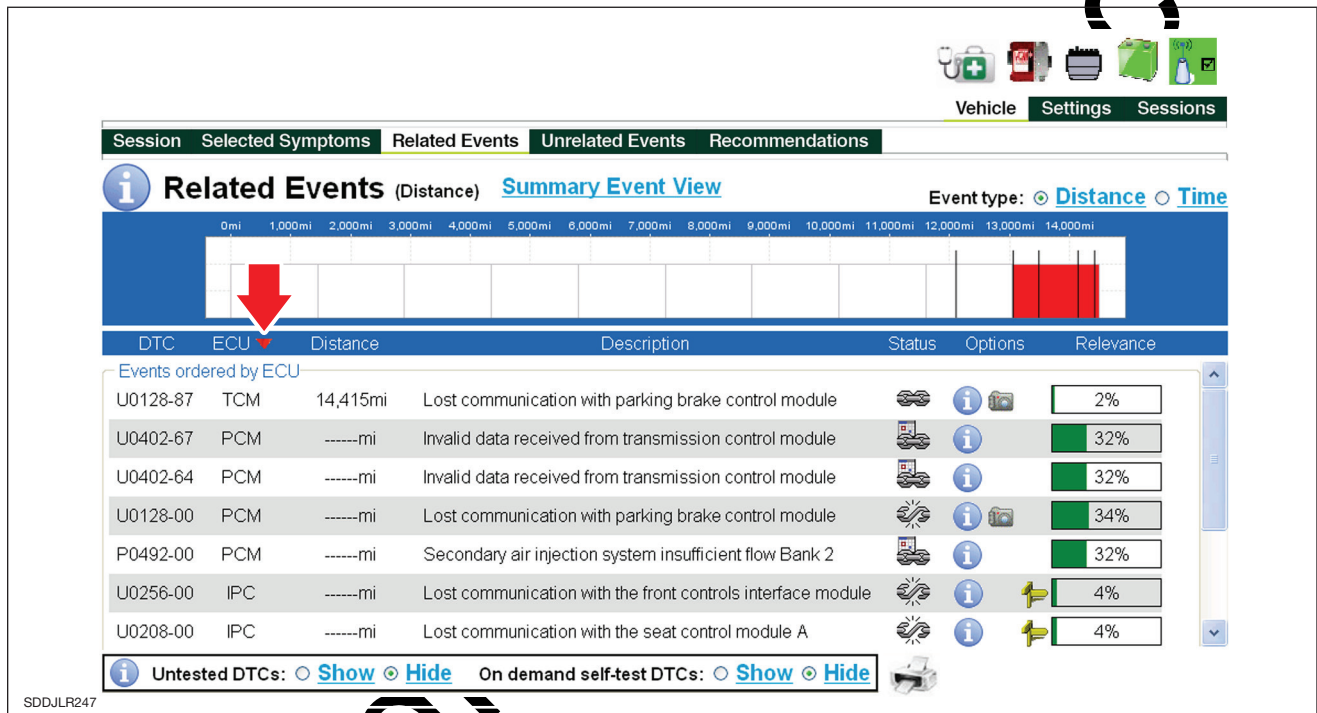 Vehicle Settings Sessions
Session Selected Symptoms Related Events Unrelated Events Recommendations
Related Events (Distance) Summary Event View Event type: Distance Time
0mi 1,000mi 2,000mi 3,000mi 4,000mi 5,000mi 6,000mi 7,000mi 8,000mi 9,000mi 10,000mi 11,000mi 12,000mi 13,000mi 14,000mi
DTC ECU Distance Description Status Options Relevance
Events ordered by ECU
U0128-87 TCM 14,415mi Lost communication with parking brake control module 2%
U0402-67 PCM ------mi Invalid data received from transmission control module 32%
U0402-64 PCM ------mi Invalid data received from transmission control module 32%
U0128-00 PCM ------mi Lost communication with parking brake control module 34%
P0492-00 PCM ------mi Secondary air injection system insufficient flow Bank 2 32%
U0256-00 IPC ------mi Lost communication with the front controls interface module 4%
U0208-00 IPC ------mi Lost communication with the seat control module A 4%
Untested DTCs: Show Hide On demand self-test DTCs: Show Hide
SDDJLR247